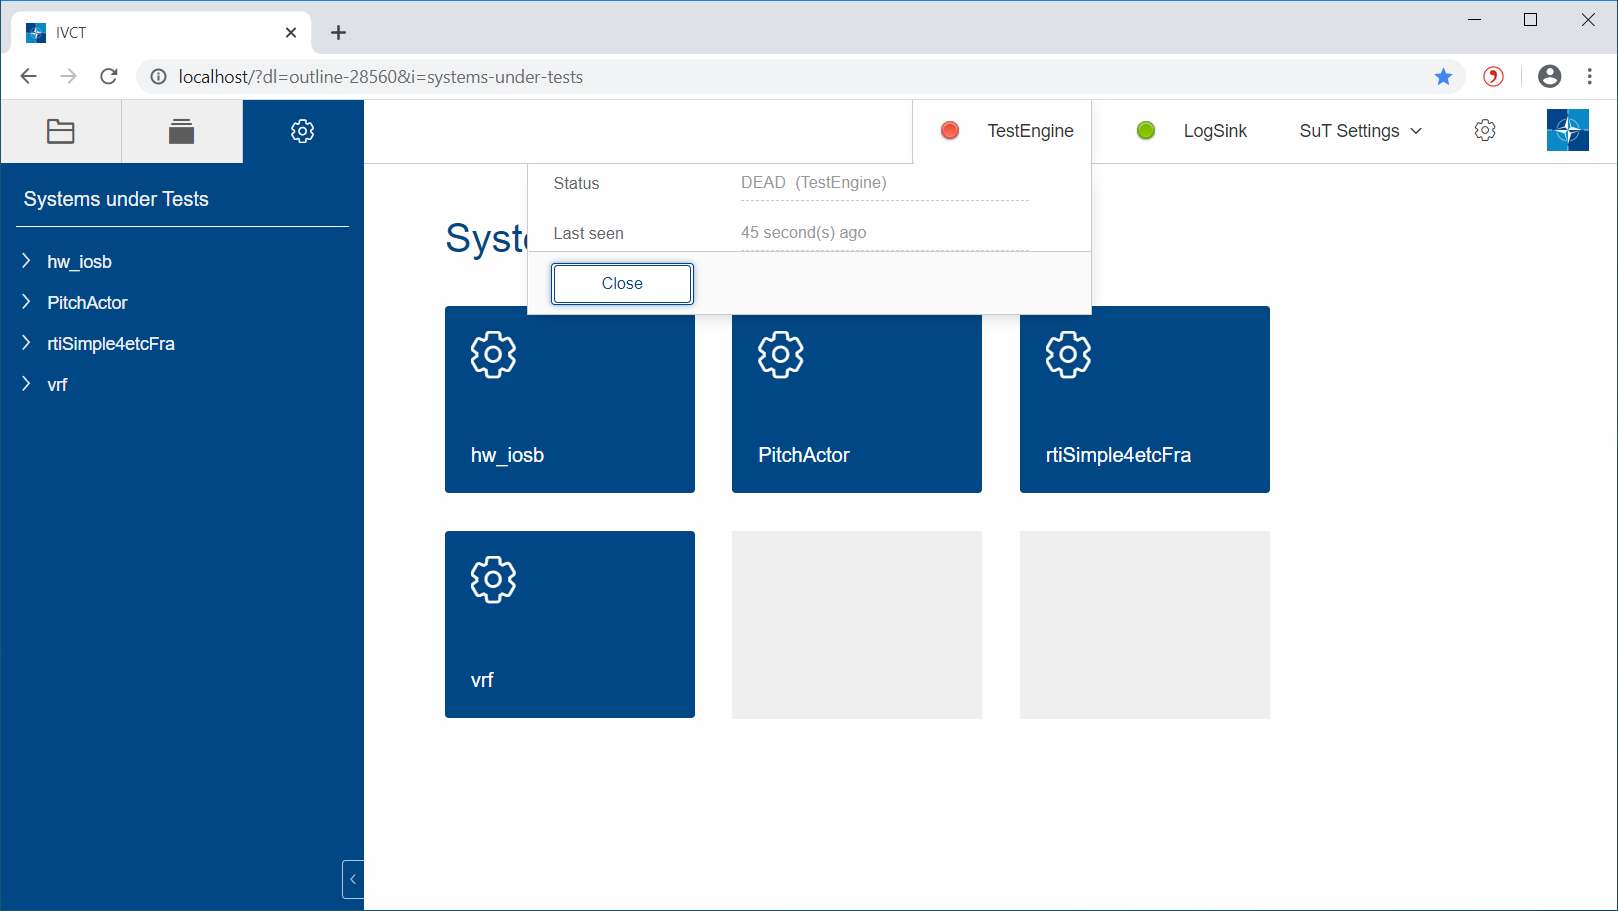 IVCT
localhost/?dl=outline-28560&i=systems-under-tests
TestEngine
LogSink
SuT Settings
Systems under Tests
hw_iosb
PitchActor
rtiSimple4etcFra
vrf
Status
DEAD (TestEngine)
Last seen
45 second(s) ago
Close
hw_iosb
PitchActor
rtiSimple4etcFra
vrf